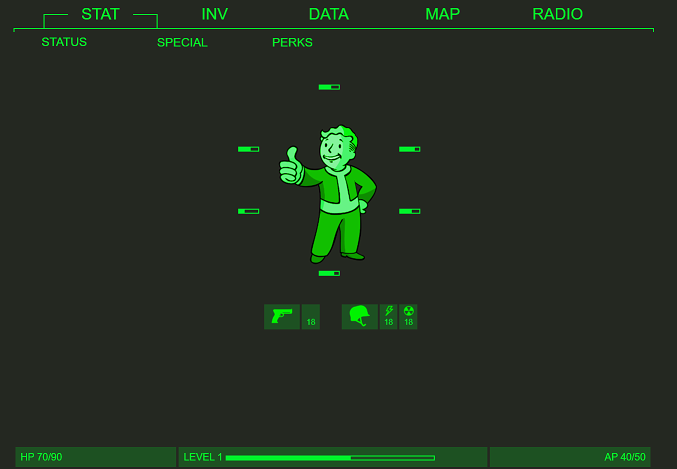 STAT INV DATA MAP RADIO
STATUS SPECIAL PERKS
18 18 18
HP 70/90 LEVEL 1 AP 40/50